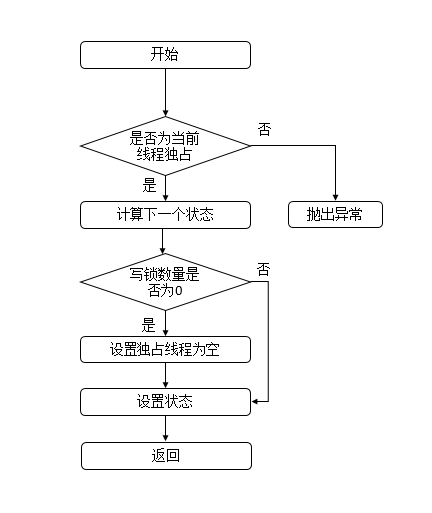 开始
是否为当前
线程独占
否
是
计算下一个状态
抛出异常
写锁数量是
否为0
否
是
设置独占线程为空
设置状态
返回